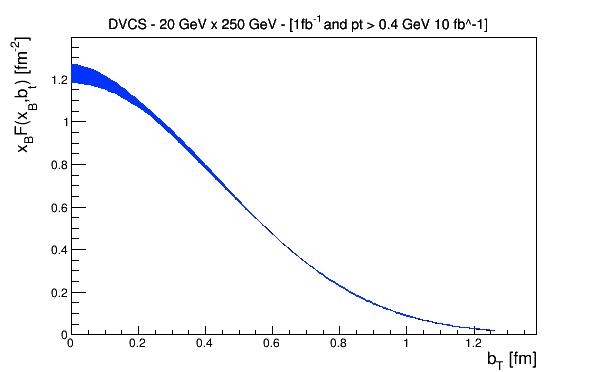 DVCS - 20 GeV x 250 GeV - [1fb⁻¹ and pt > 0.4 GeV 10 fb^-1]
x_B F(x_B,b_t) [fm⁻²]
1.2
1
0.8
0.6
0.4
0.2
0
0 0.2 0.4 0.6 0.8 1 1.2
b_T [fm]